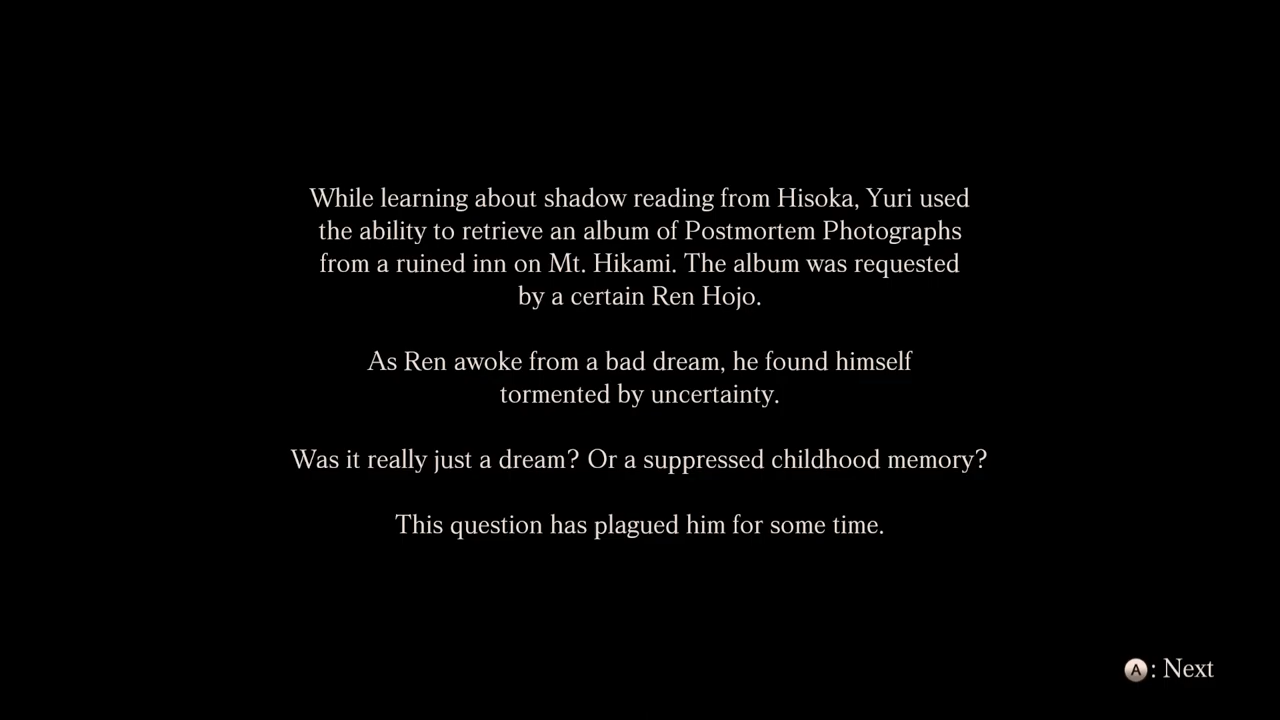 While learning about shadow reading from Hisoka, Yuri used
the ability to retrieve an album of Postmortem Photographs
from a ruined inn on Mt. Hikami. The album was requested
by a certain Ren Hojo.
As Ren awoke from a bad dream, he found himself
tormented by uncertainty.
Was it really just a dream? Or a suppressed childhood memory?
This question has plagued him for some time.
A: Next